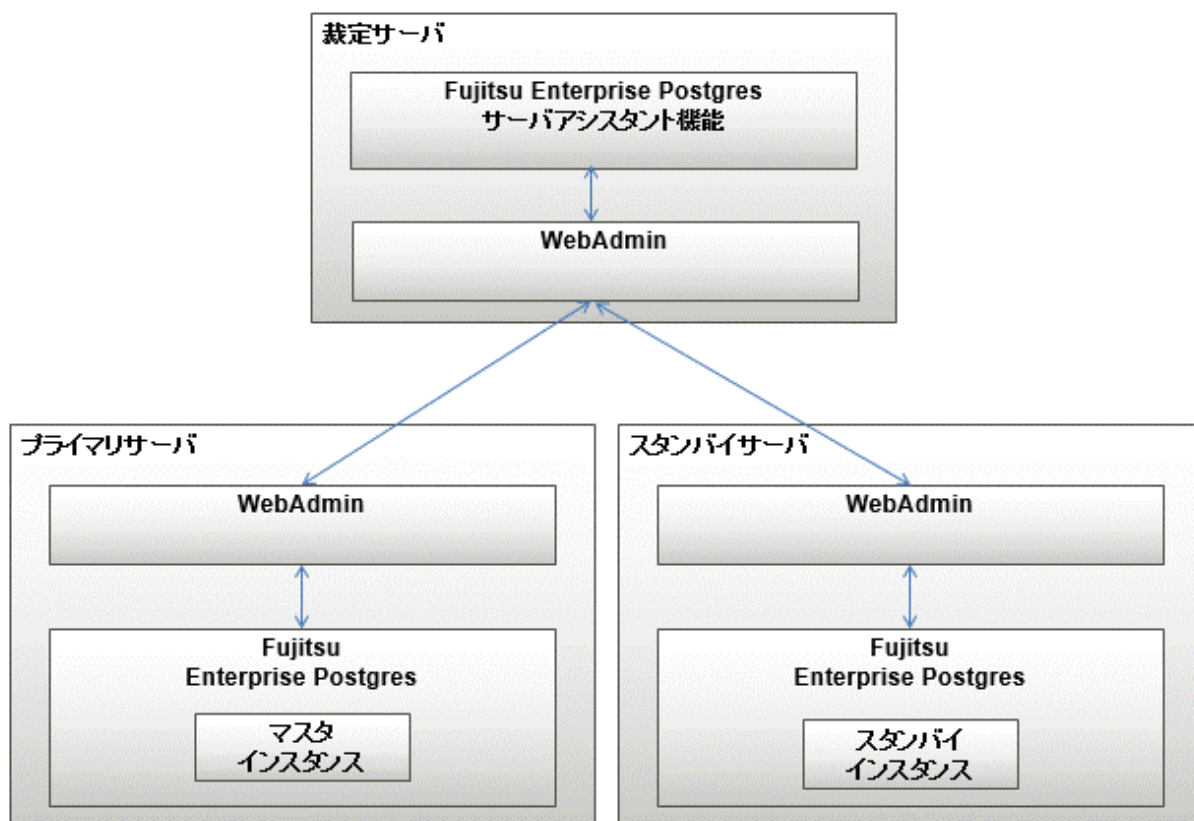 裁定サーバ
Fujitsu Enterprise Postgres
サーバアシスタント機能
WebAdmin
プライマリサーバ
WebAdmin
Fujitsu
Enterprise Postgres
マスタ
インスタンス
スタンバイサーバ
WebAdmin
Fujitsu
Enterprise Postgres
スタンバイ
インスタンス